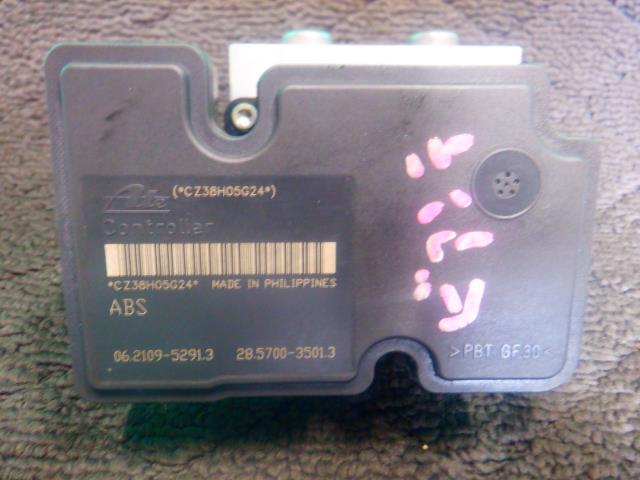 Ate (*CZ38H05G24*)
Controller
*CZ38H05G24* MADE IN PHILIPPINES
ABS
06.2109-5291.3 28.5700-3501.3
>PBT GF30<